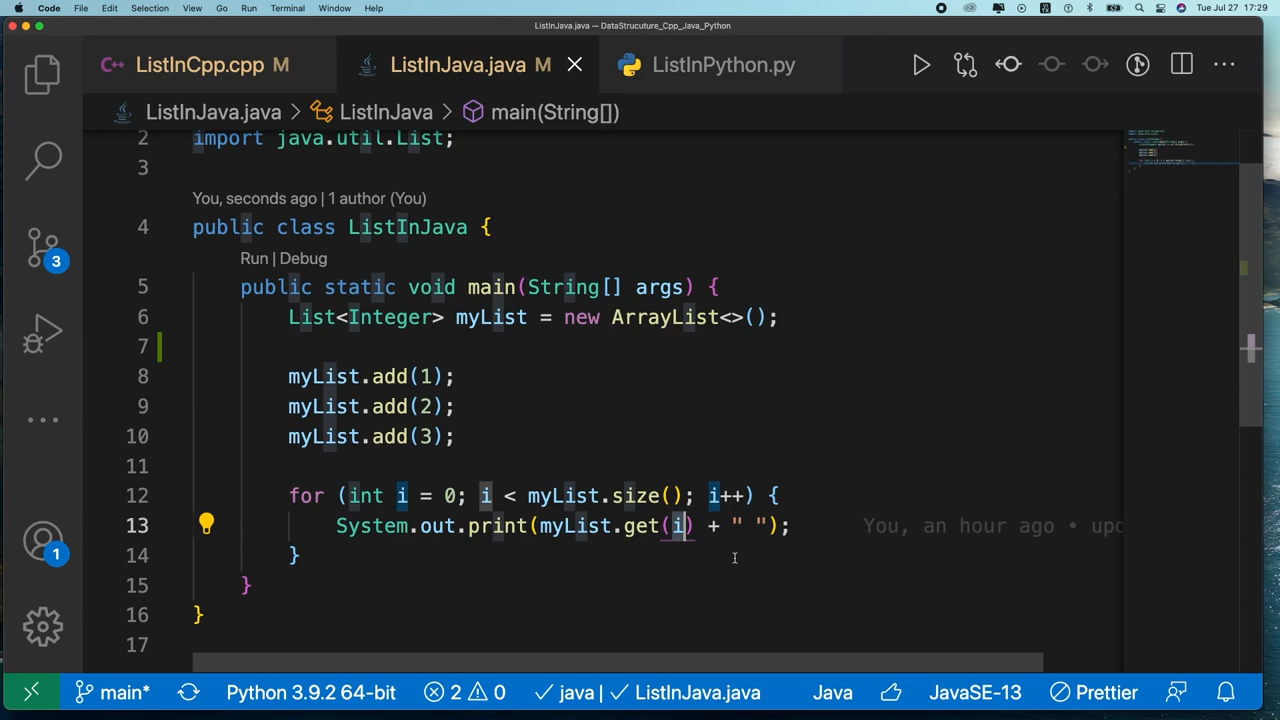 Code File Edit Selection View Go Run Terminal Window Help Tue Jul 27 17:29
ListInJava.java — DataStrucuture_Cpp_Java_Python
ListInCpp.cpp M ListInJava.java M ListInPython.py
ListInJava.java > ListInJava > main(String[])
2 import java.util.List;
3
You, seconds ago | 1 author (You)
4 public class ListInJava {
Run | Debug
5 public static void main(String[] args) {
6 List<Integer> myList = new ArrayList<>();
7
8 myList.add(1);
9 myList.add(2);
10 myList.add(3);
11
12 for (int i = 0; i < myList.size(); i++) {
13 System.out.print(myList.get(i) + " "); You, an hour ago • upd
14 }
15 }
16 }
17
3
1
main* Python 3.9.2 64-bit 2 0 java | ListInJava.java Java JavaSE-13 Prettier